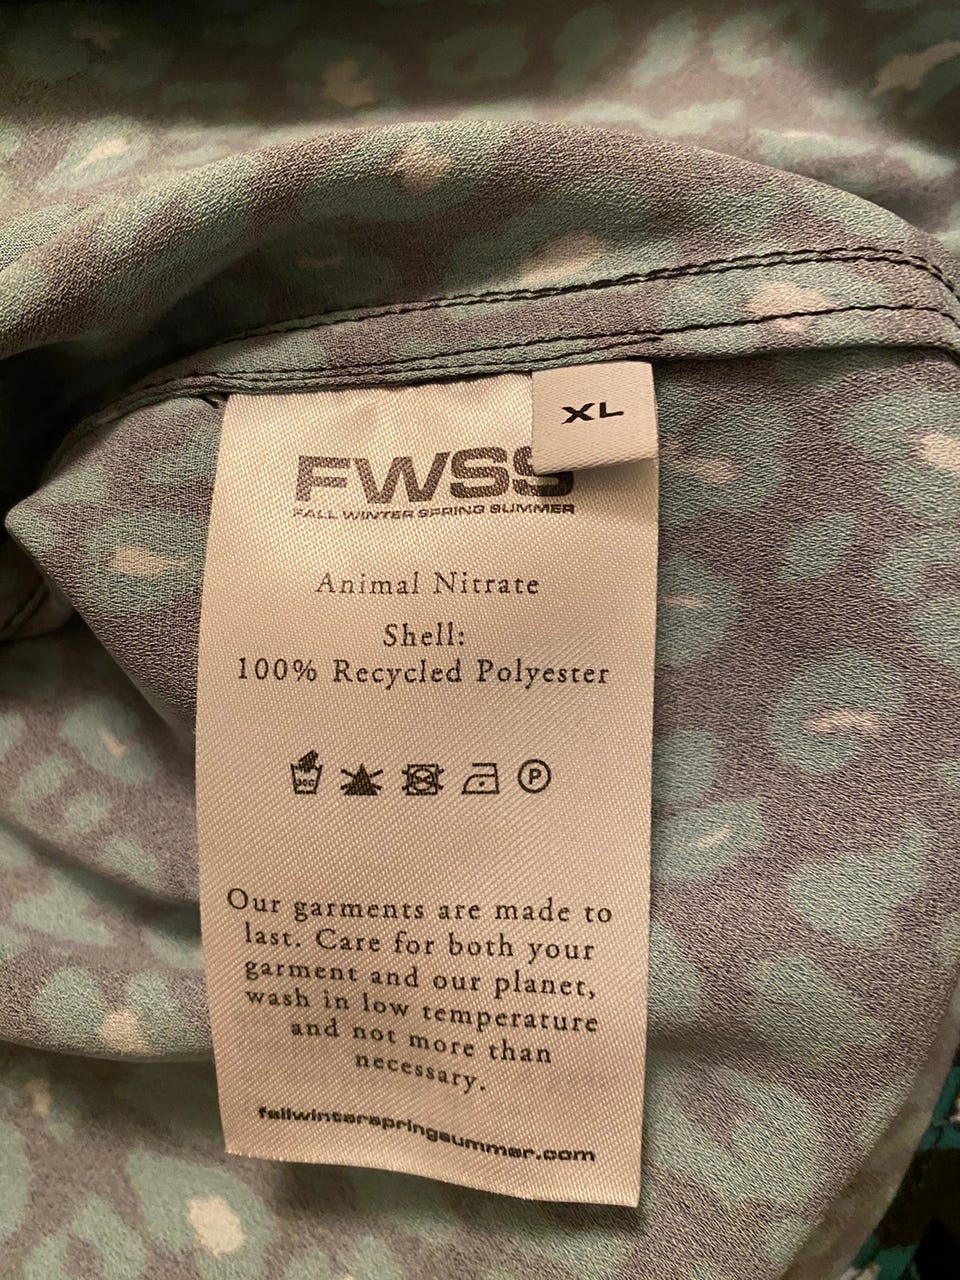 XL
FWSS
FALL WINTER SPRING SUMMER
Animal Nitrate
Shell:
100% Recycled Polyester
30C
P
Our garments are made to
last. Care for both your
garment and our planet,
wash in low temperature
and not more than
necessary.
fallwinterspringsummer.com